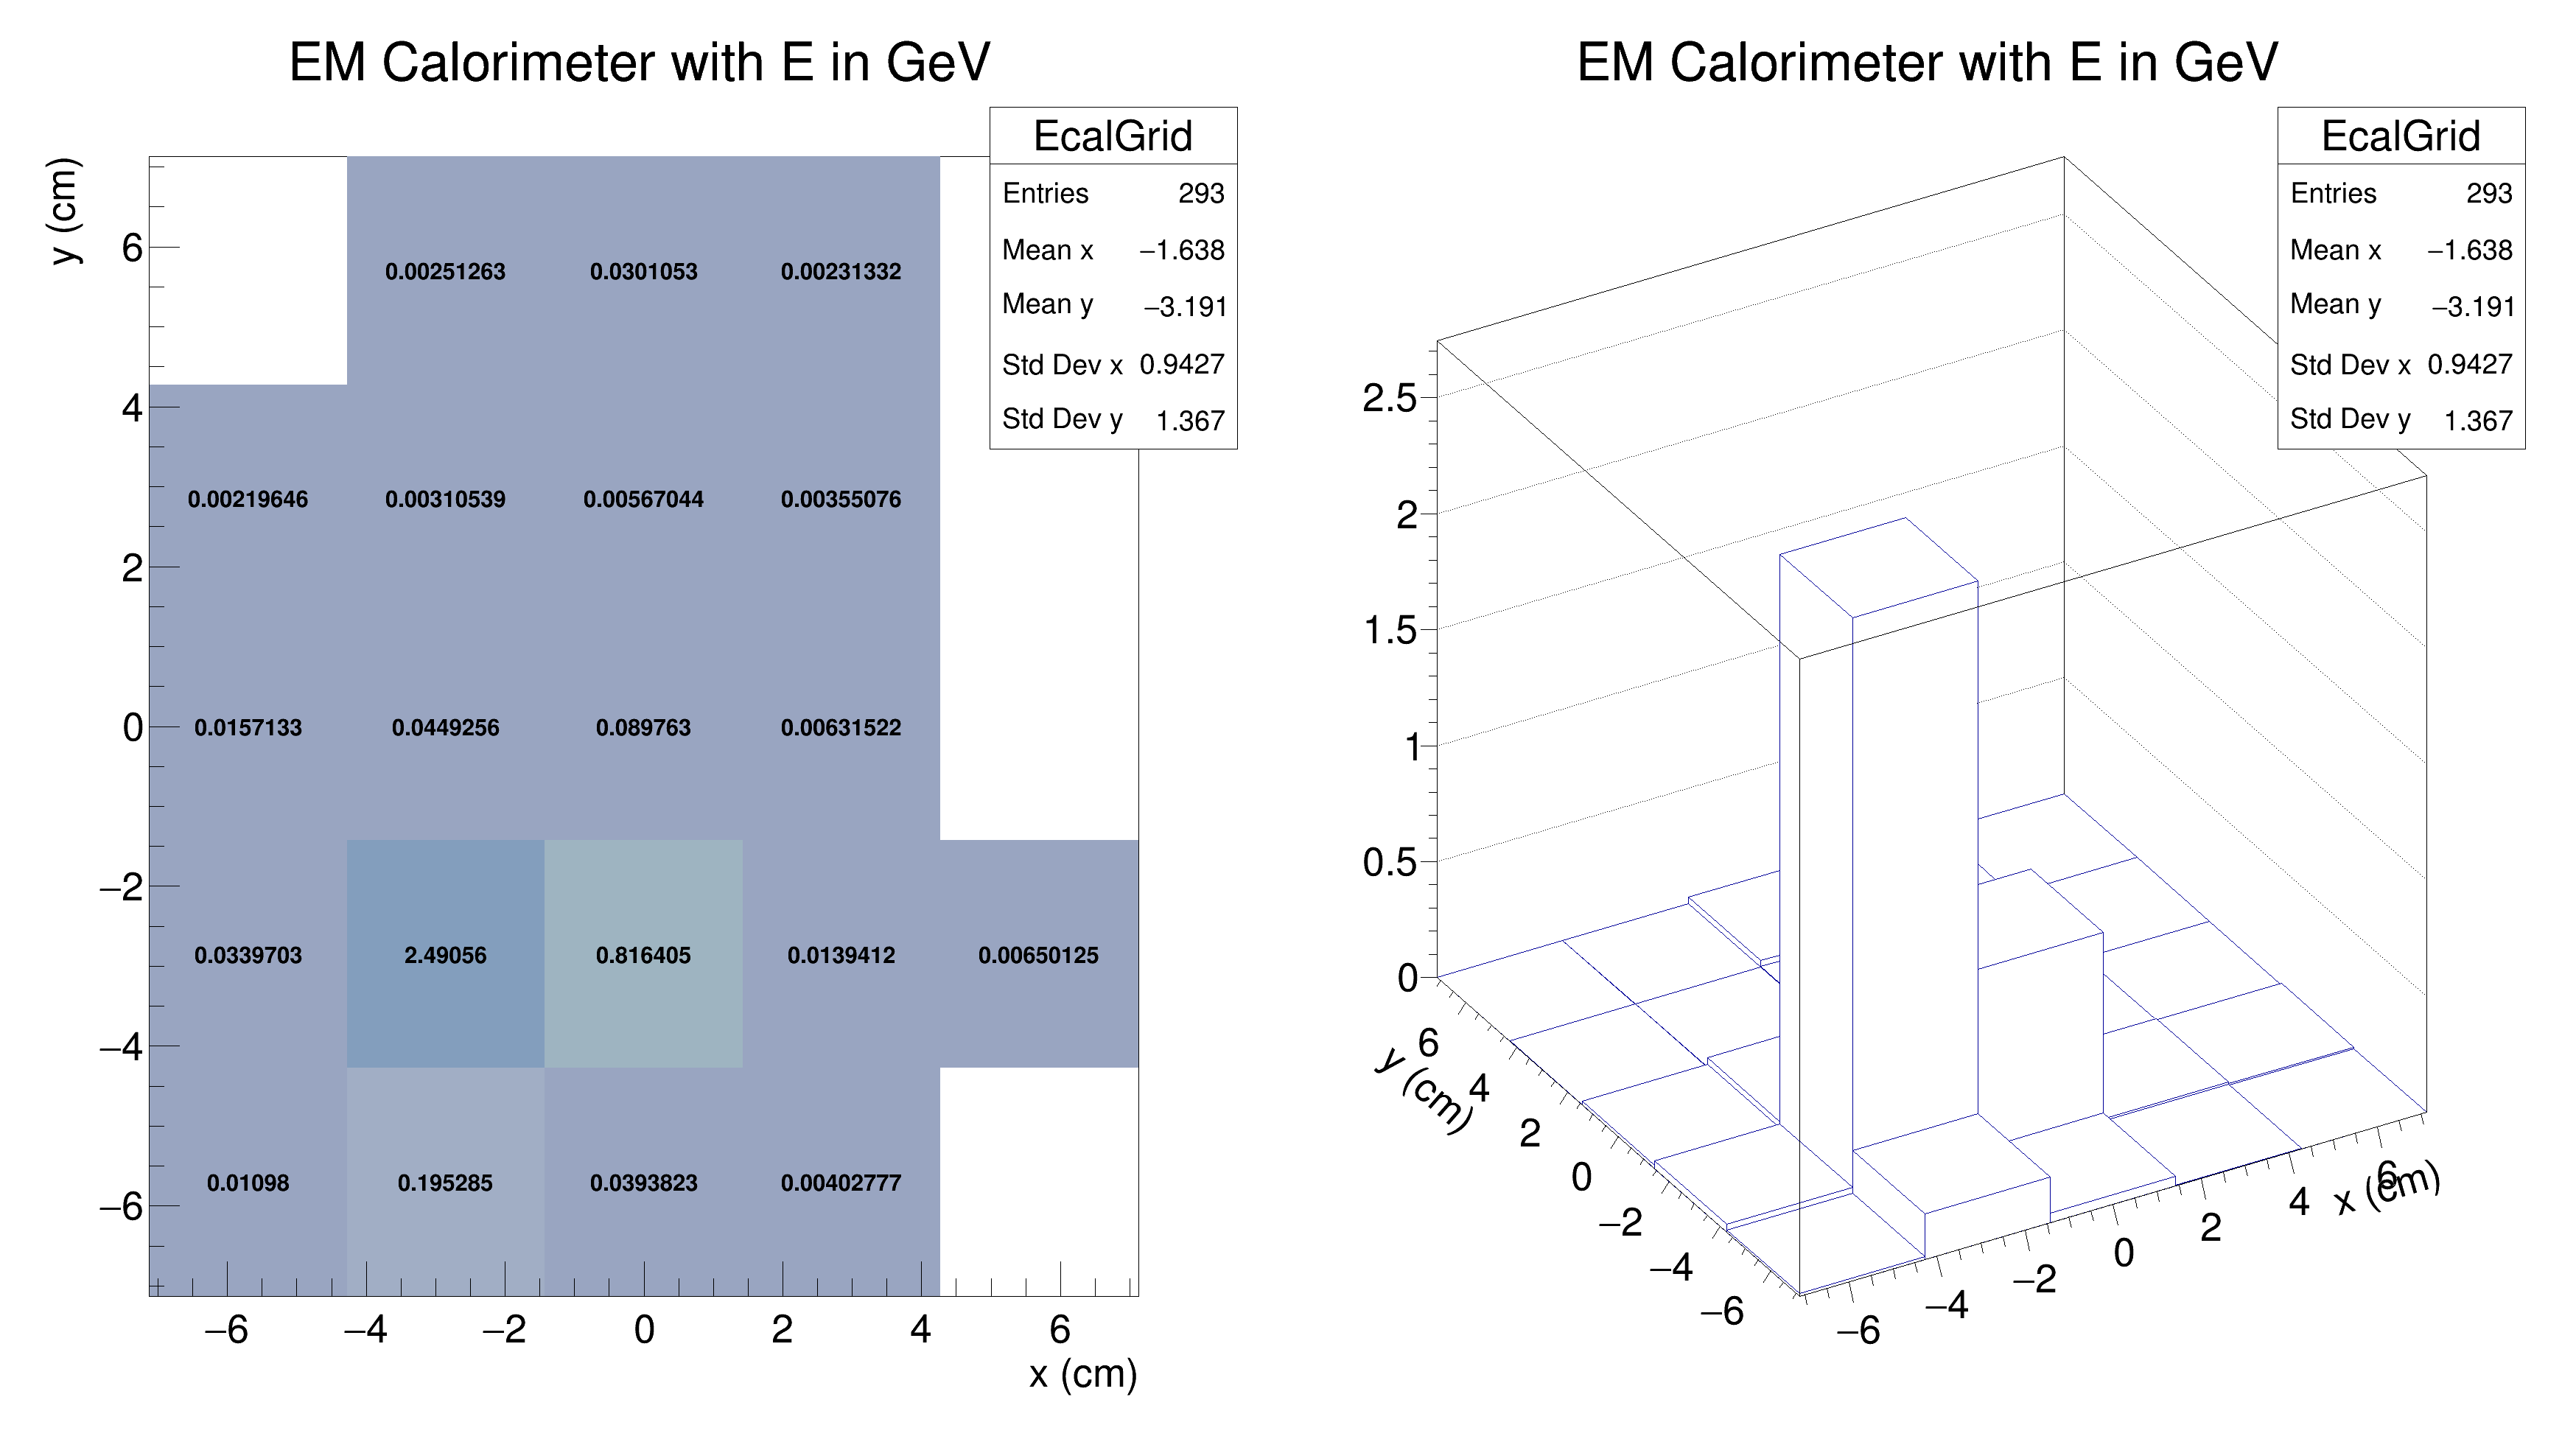 EM Calorimeter with E in GeV
EcalGrid
Entries 293
Mean x −1.638
Mean y −3.191
Std Dev x 0.9427
Std Dev y 1.367
y (cm)
6
4
2
0
−2
−4
−6
0.00251263 0.0301053 0.00231332
0.00219646 0.00310539 0.00567044 0.00355076
0.0157133 0.0449256 0.089763 0.00631522
0.0339703 2.49056 0.816405 0.0139412 0.00650125
0.01098 0.195285 0.0393823 0.00402777
−6 −4 −2 0 2 4 6
x (cm)
EM Calorimeter with E in GeV
EcalGrid
Entries 293
Mean x −1.638
Mean y −3.191
Std Dev x 0.9427
Std Dev y 1.367
2.5
2
1.5
1
0.5
0
y (cm)
6
4
2
0
−2
−4
−6
−6 −4 −2 0 2 4 6
x (cm)